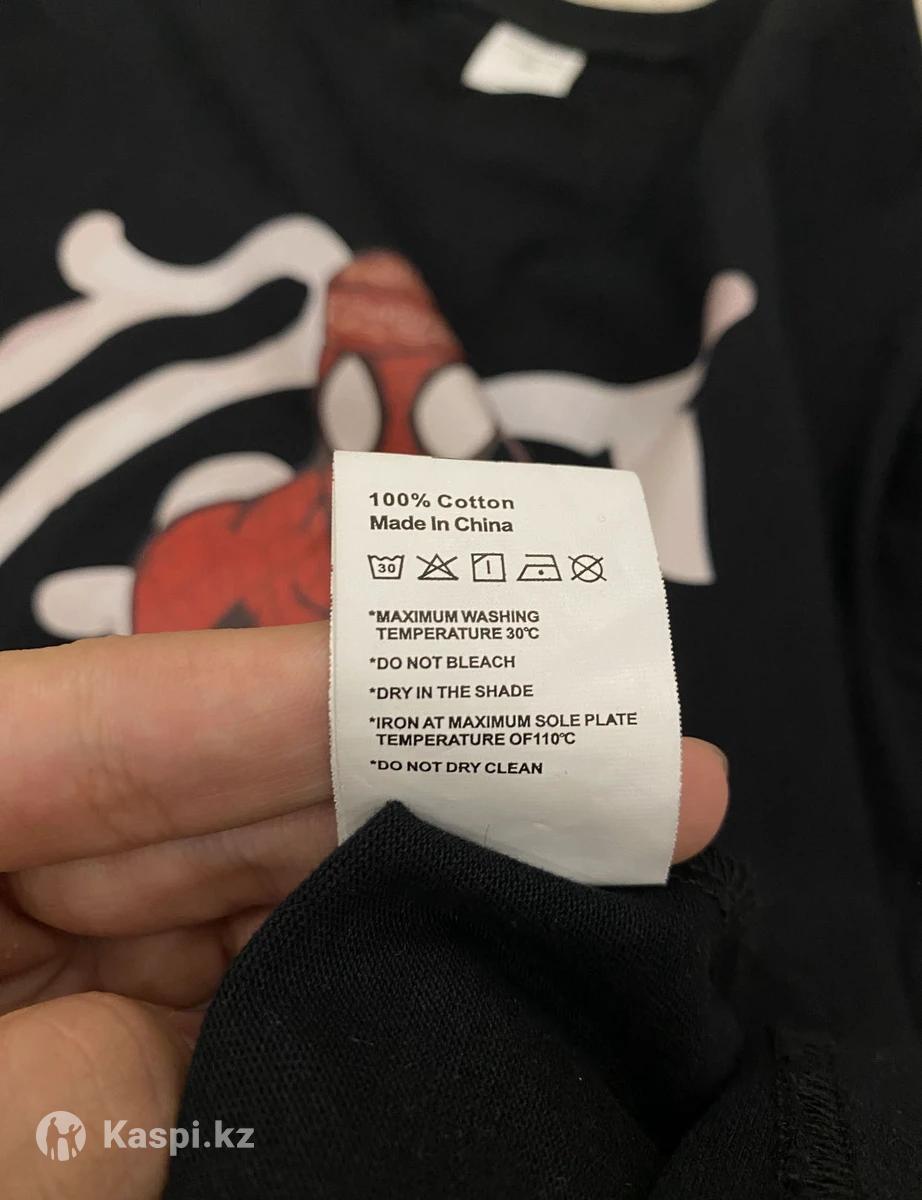 100% Cotton
Made In China
30
*MAXIMUM WASHING
TEMPERATURE 30℃
*DO NOT BLEACH
*DRY IN THE SHADE
*IRON AT MAXIMUM SOLE PLATE
TEMPERATURE OF110℃
*DO NOT DRY CLEAN
Kaspi.kz